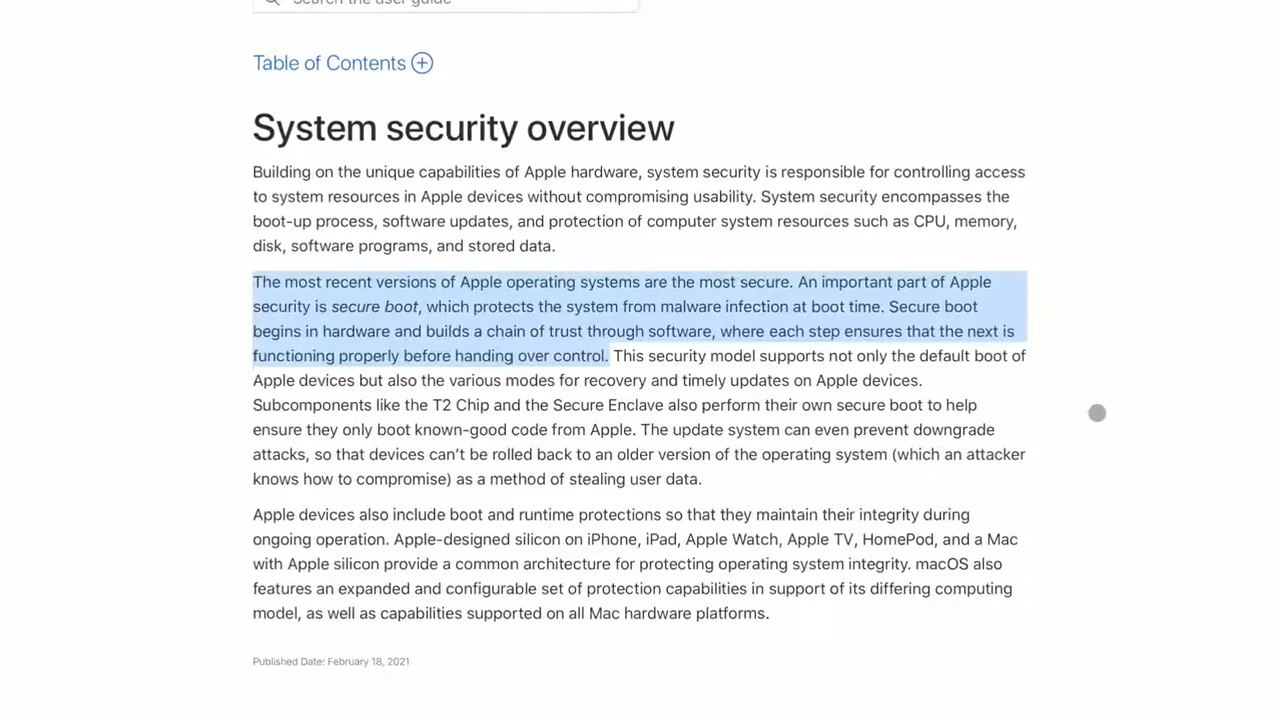 Search the user guide
Table of Contents
System security overview
Building on the unique capabilities of Apple hardware, system security is responsible for controlling access
to system resources in Apple devices without compromising usability. System security encompasses the
boot-up process, software updates, and protection of computer system resources such as CPU, memory,
disk, software programs, and stored data.
The most recent versions of Apple operating systems are the most secure. An important part of Apple
security is secure boot, which protects the system from malware infection at boot time. Secure boot
begins in hardware and builds a chain of trust through software, where each step ensures that the next is
functioning properly before handing over control. This security model supports not only the default boot of
Apple devices but also the various modes for recovery and timely updates on Apple devices.
Subcomponents like the T2 Chip and the Secure Enclave also perform their own secure boot to help
ensure they only boot known-good code from Apple. The update system can even prevent downgrade
attacks, so that devices can’t be rolled back to an older version of the operating system (which an attacker
knows how to compromise) as a method of stealing user data.
Apple devices also include boot and runtime protections so that they maintain their integrity during
ongoing operation. Apple-designed silicon on iPhone, iPad, Apple Watch, Apple TV, HomePod, and a Mac
with Apple silicon provide a common architecture for protecting operating system integrity. macOS also
features an expanded and configurable set of protection capabilities in support of its differing computing
model, as well as capabilities supported on all Mac hardware platforms.
Published Date: February 18, 2021